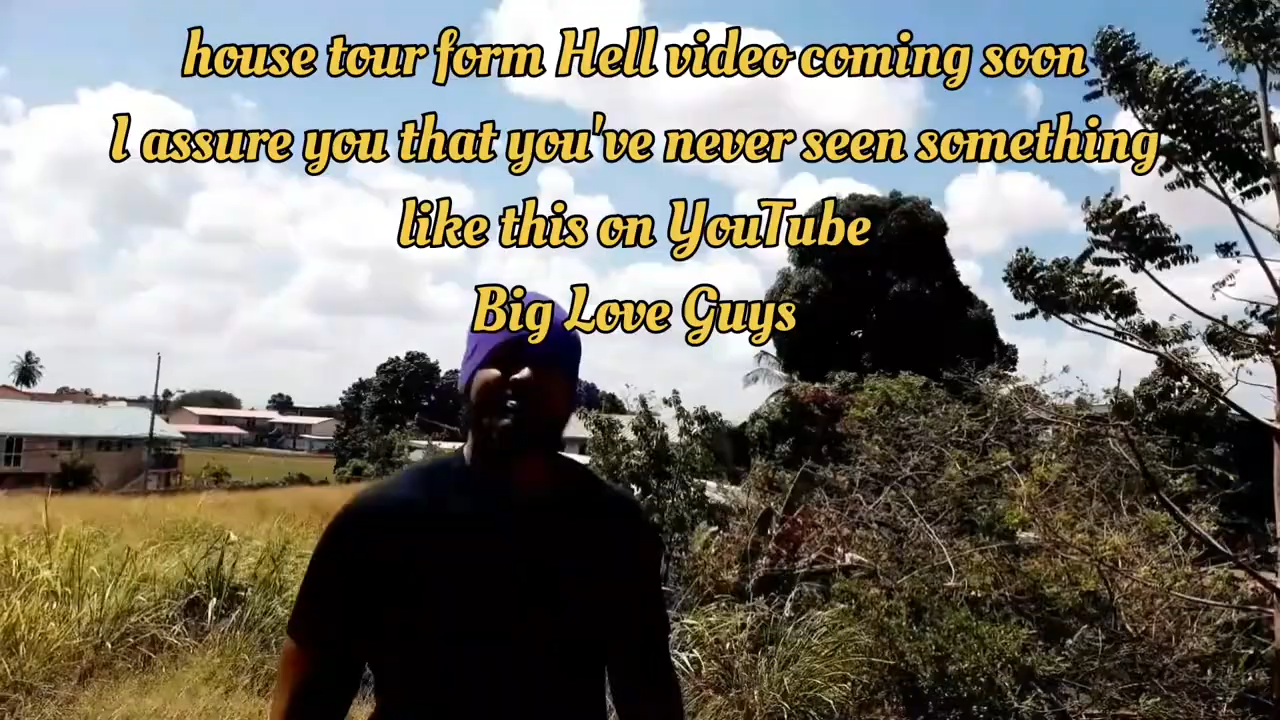 house tour form Hell video coming soon
I assure you that you've never seen something
like this on YouTube
Big Love Guys